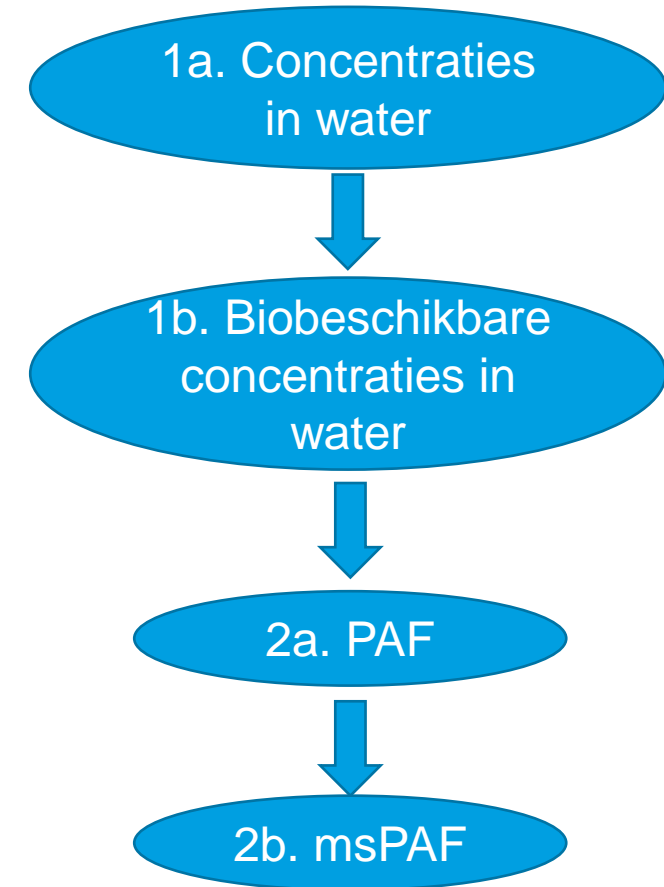 1a. Concentraties
in water
1b. Biobeschikbare
concentraties in
water
2a. PAF
2b. msPAF